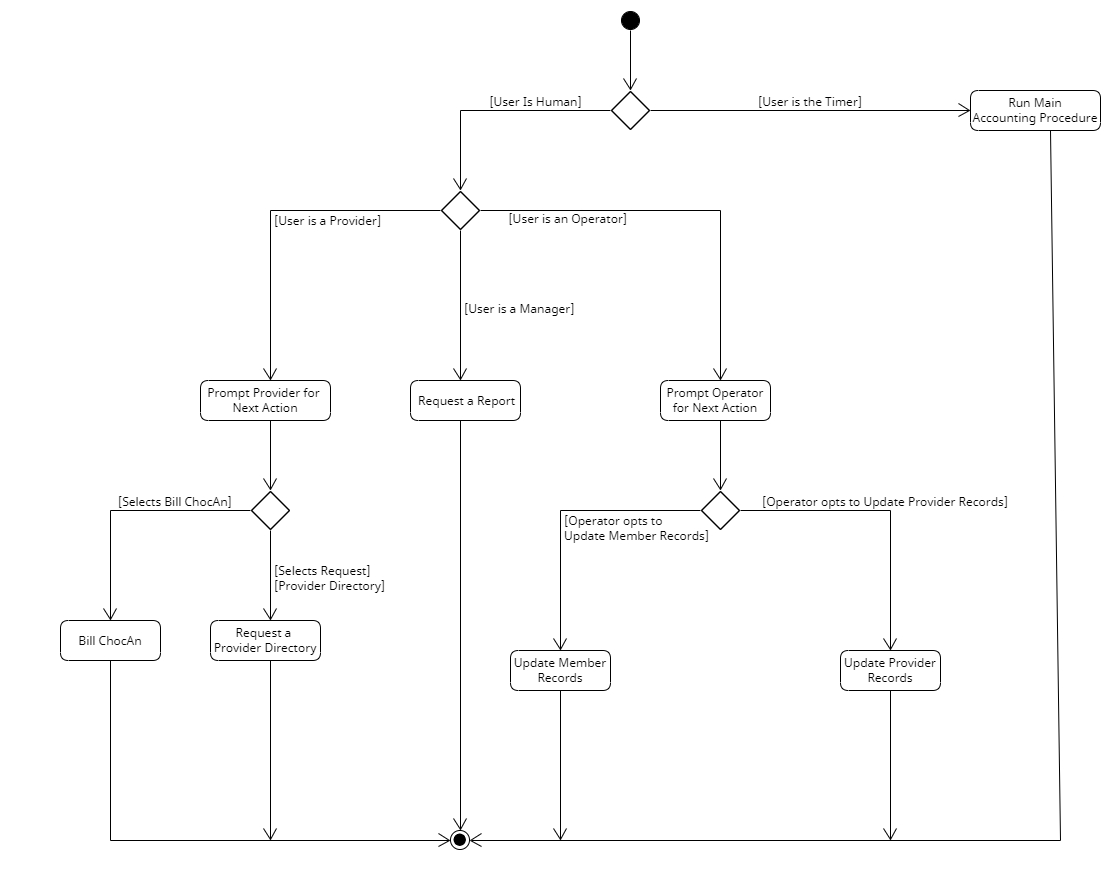 [User Is Human]
[User is the Timer]
Run Main
Accounting Procedure
[User is a Provider]
[User is an Operator]
[User is a Manager]
Prompt Provider for
Next Action
Request a Report
Prompt Operator
for Next Action
[Selects Bill ChocAn]
[Operator opts to Update Provider Records]
[Operator opts to
Update Member Records]
[Selects Request]
[Provider Directory]
Bill ChocAn
Request a
Provider Directory
Update Member
Records
Update Provider
Records